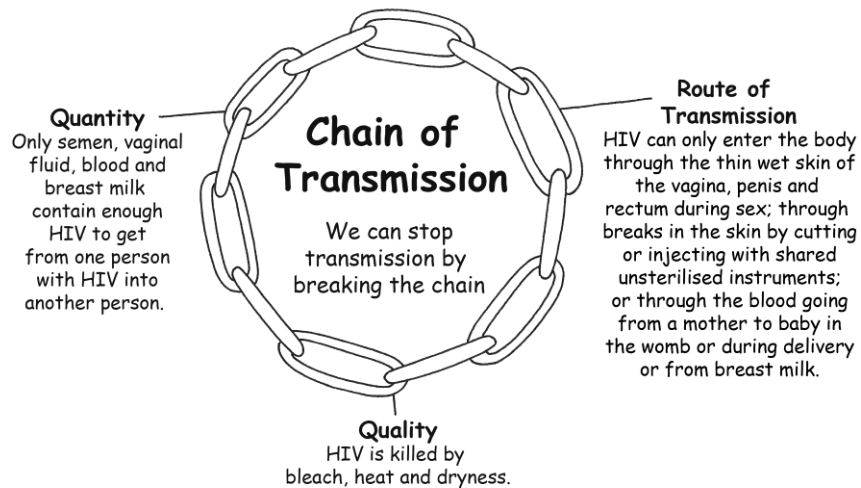 Chain of
Transmission
We can stop
transmission by
breaking the chain
Quantity
Only semen, vaginal
fluid, blood and
breast milk
contain enough
HIV to get
from one person
with HIV into
another person.
Route of
Transmission
HIV can only enter the body
through the thin wet skin of
the vagina, penis and
rectum during sex; through
breaks in the skin by cutting
or injecting with shared
unsterilised instruments;
or through the blood going
from a mother to baby in
the womb or during delivery
or from breast milk.
Quality
HIV is killed by
bleach, heat and dryness.